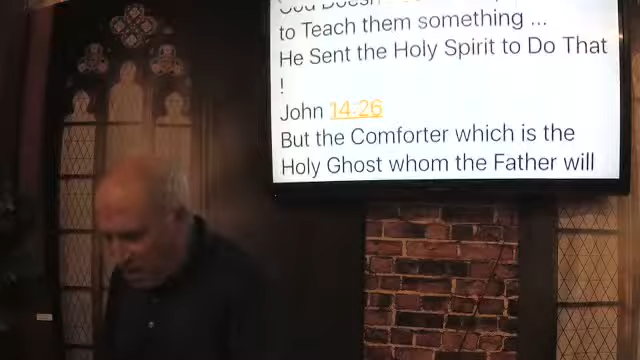 to Teach them something ...
He Sent the Holy Spirit to Do That
!
John 14:26
But the Comforter which is the
Holy Ghost whom the Father will